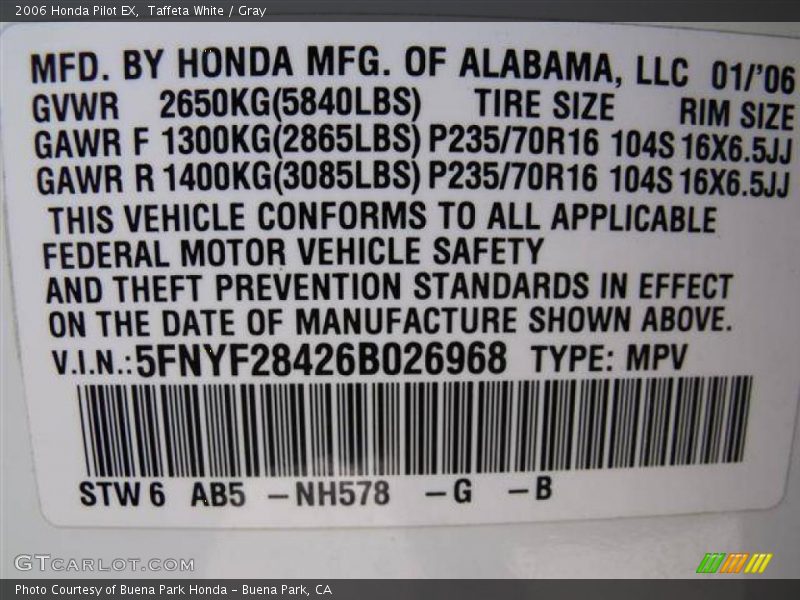 2006 Honda Pilot EX,  Taffeta White / Gray
MFD. BY HONDA MFG. OF ALABAMA, LLC 01/'06
GVWR 2650KG(5840LBS) TIRE SIZE RIM SIZE
GAWR F 1300KG(2865LBS) P235/70R16 104S 16X6.5JJ
GAWR R 1400KG(3085LBS) P235/70R16 104S 16X6.5JJ
THIS VEHICLE CONFORMS TO ALL APPLICABLE
FEDERAL MOTOR VEHICLE SAFETY
AND THEFT PREVENTION STANDARDS IN EFFECT
ON THE DATE OF MANUFACTURE SHOWN ABOVE.
V.I.N.: 5FNYF28426B026968 TYPE: MPV
STW 6 AB5 -NH578 -G -B
GTCARLOT.COM
Photo Courtesy of Buena Park Honda - Buena Park, CA